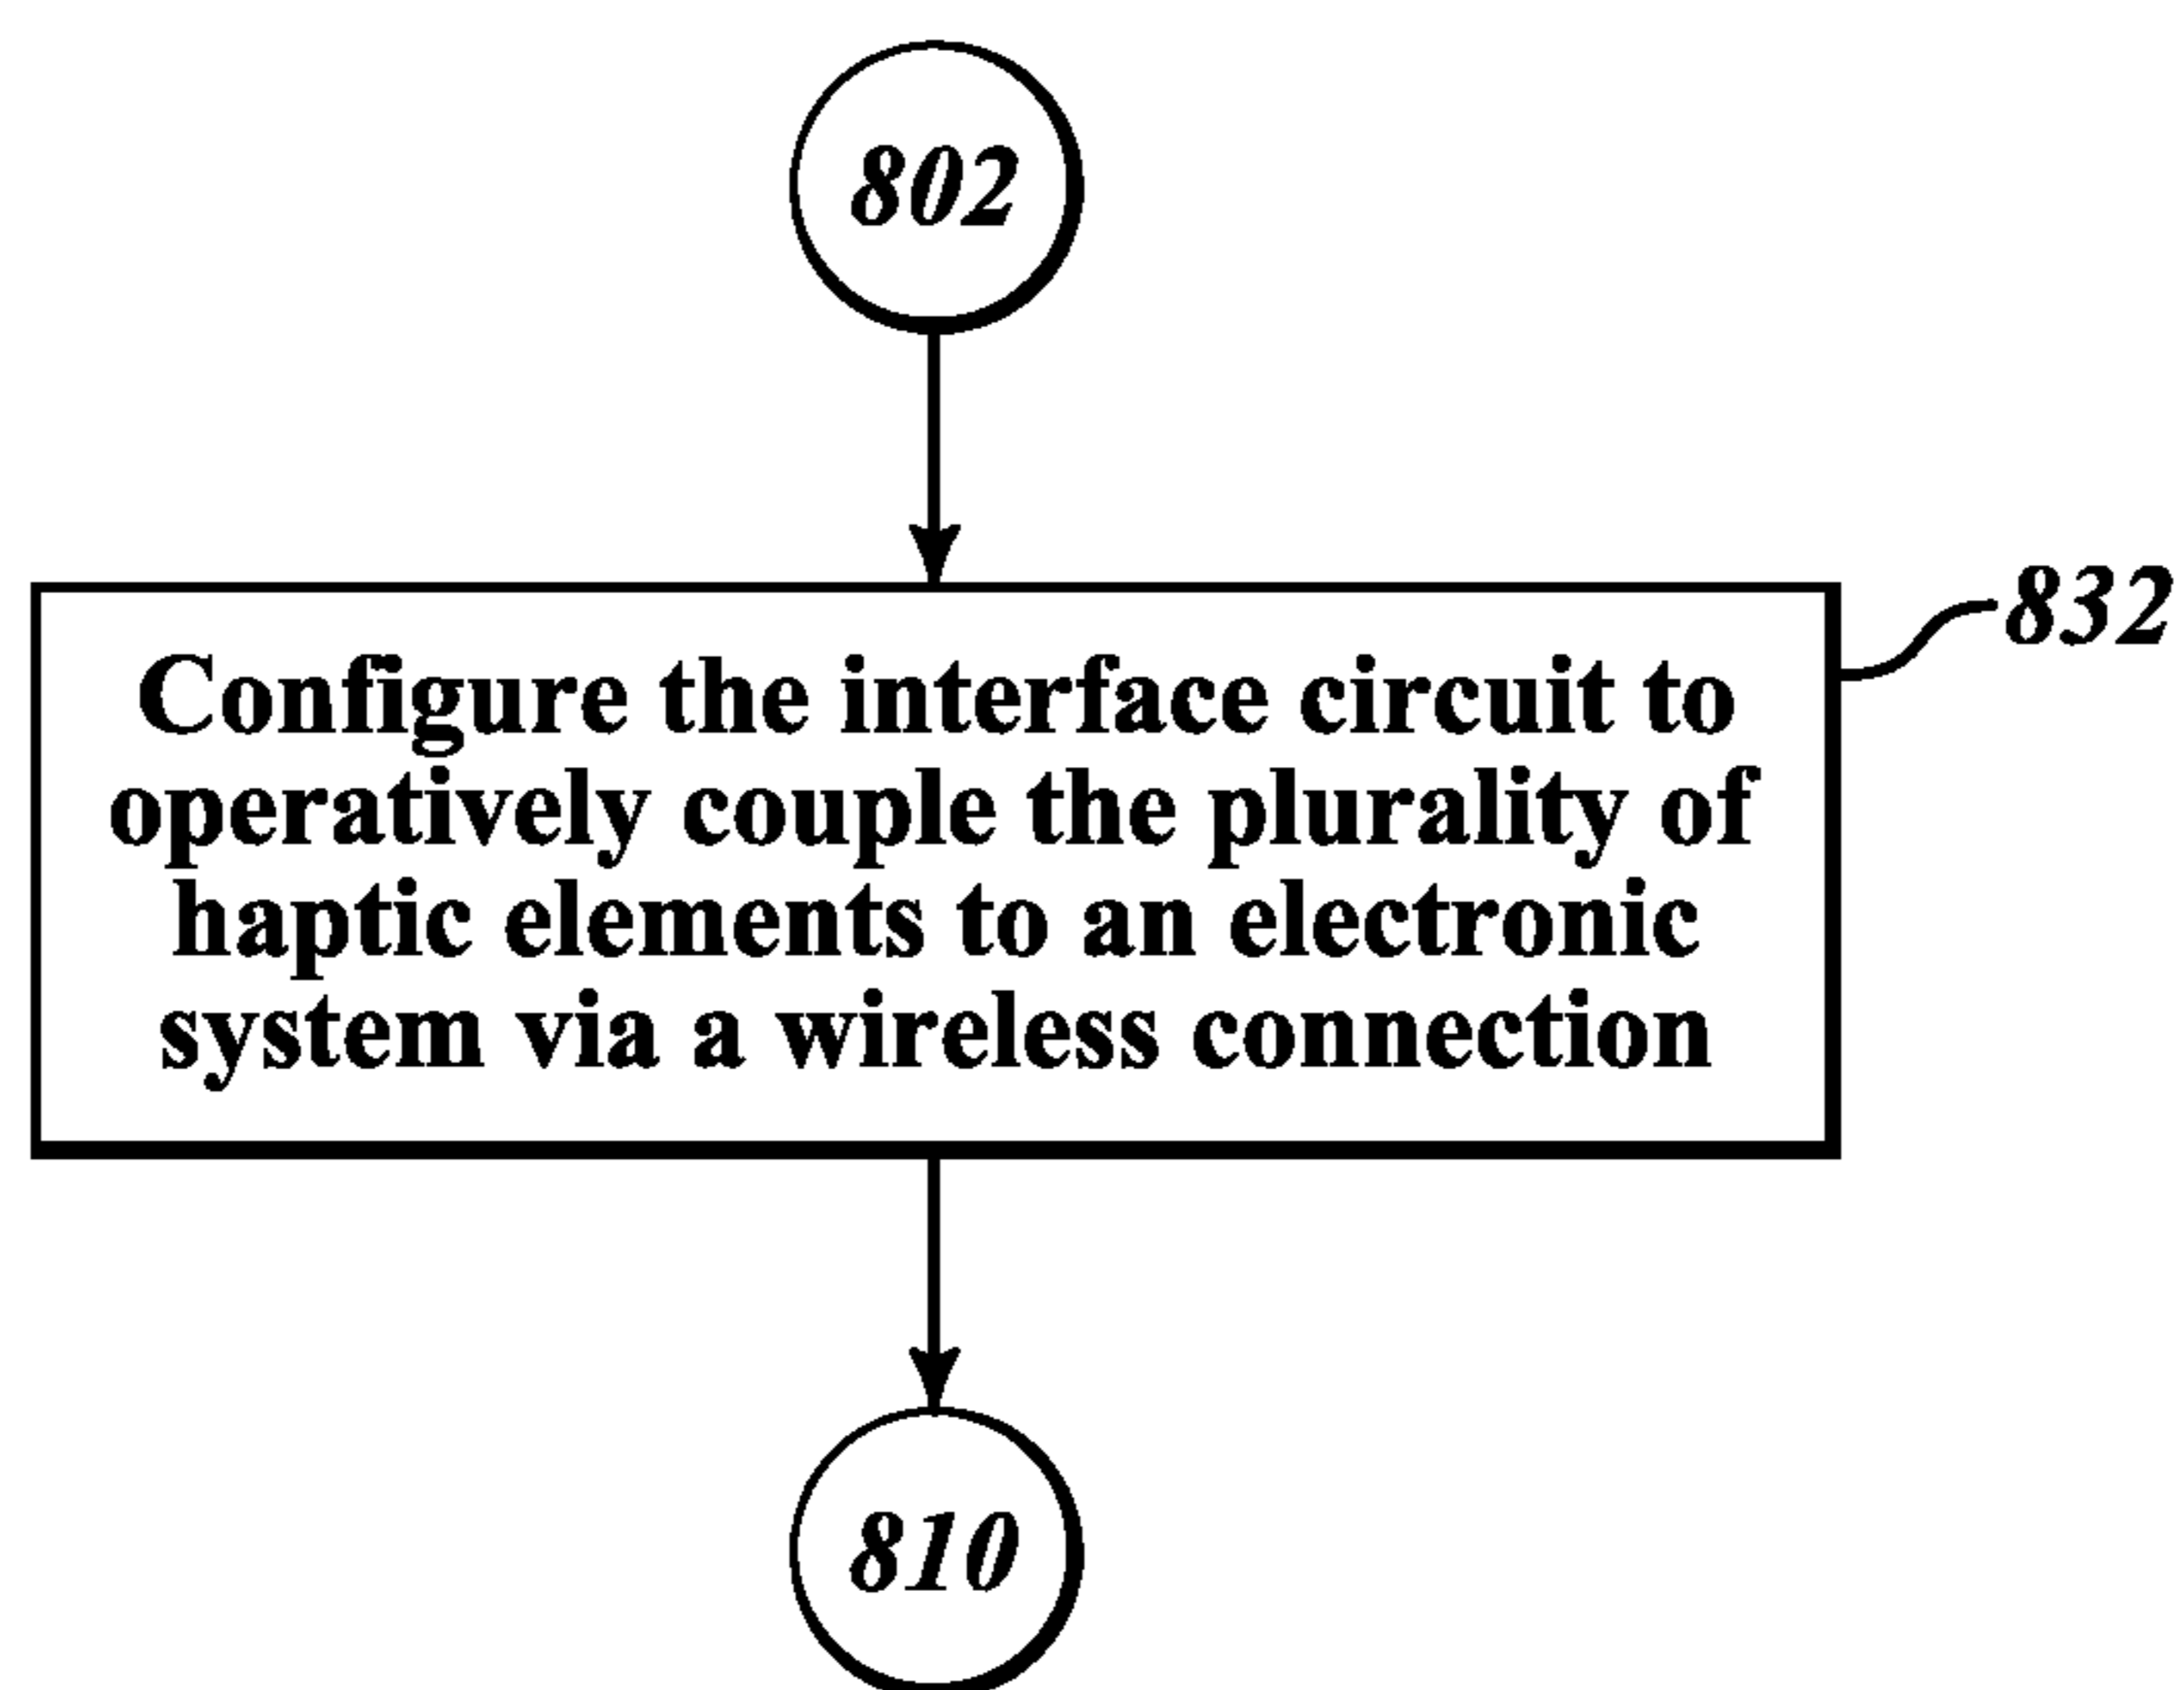 802
832
Configure the interface circuit to
operatively couple the plurality of
haptic elements to an electronic
system via a wireless connection
810